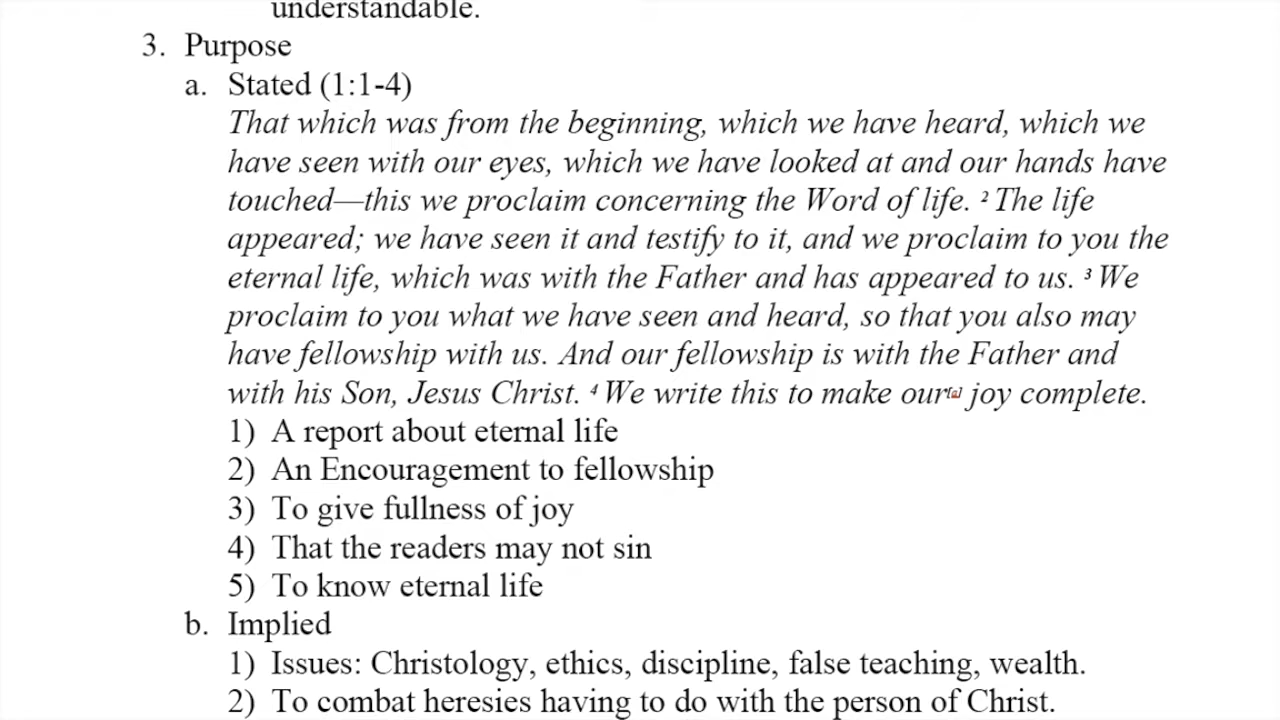 understandable.
3. Purpose
a. Stated (1:1-4)
That which was from the beginning, which we have heard, which we
have seen with our eyes, which we have looked at and our hands have
touched—this we proclaim concerning the Word of life. ² The life
appeared; we have seen it and testify to it, and we proclaim to you the
eternal life, which was with the Father and has appeared to us. ³ We
proclaim to you what we have seen and heard, so that you also may
have fellowship with us. And our fellowship is with the Father and
with his Son, Jesus Christ. ⁴ We write this to make our[a] joy complete.
1) A report about eternal life
2) An Encouragement to fellowship
3) To give fullness of joy
4) That the readers may not sin
5) To know eternal life
b. Implied
1) Issues: Christology, ethics, discipline, false teaching, wealth.
2) To combat heresies having to do with the person of Christ.